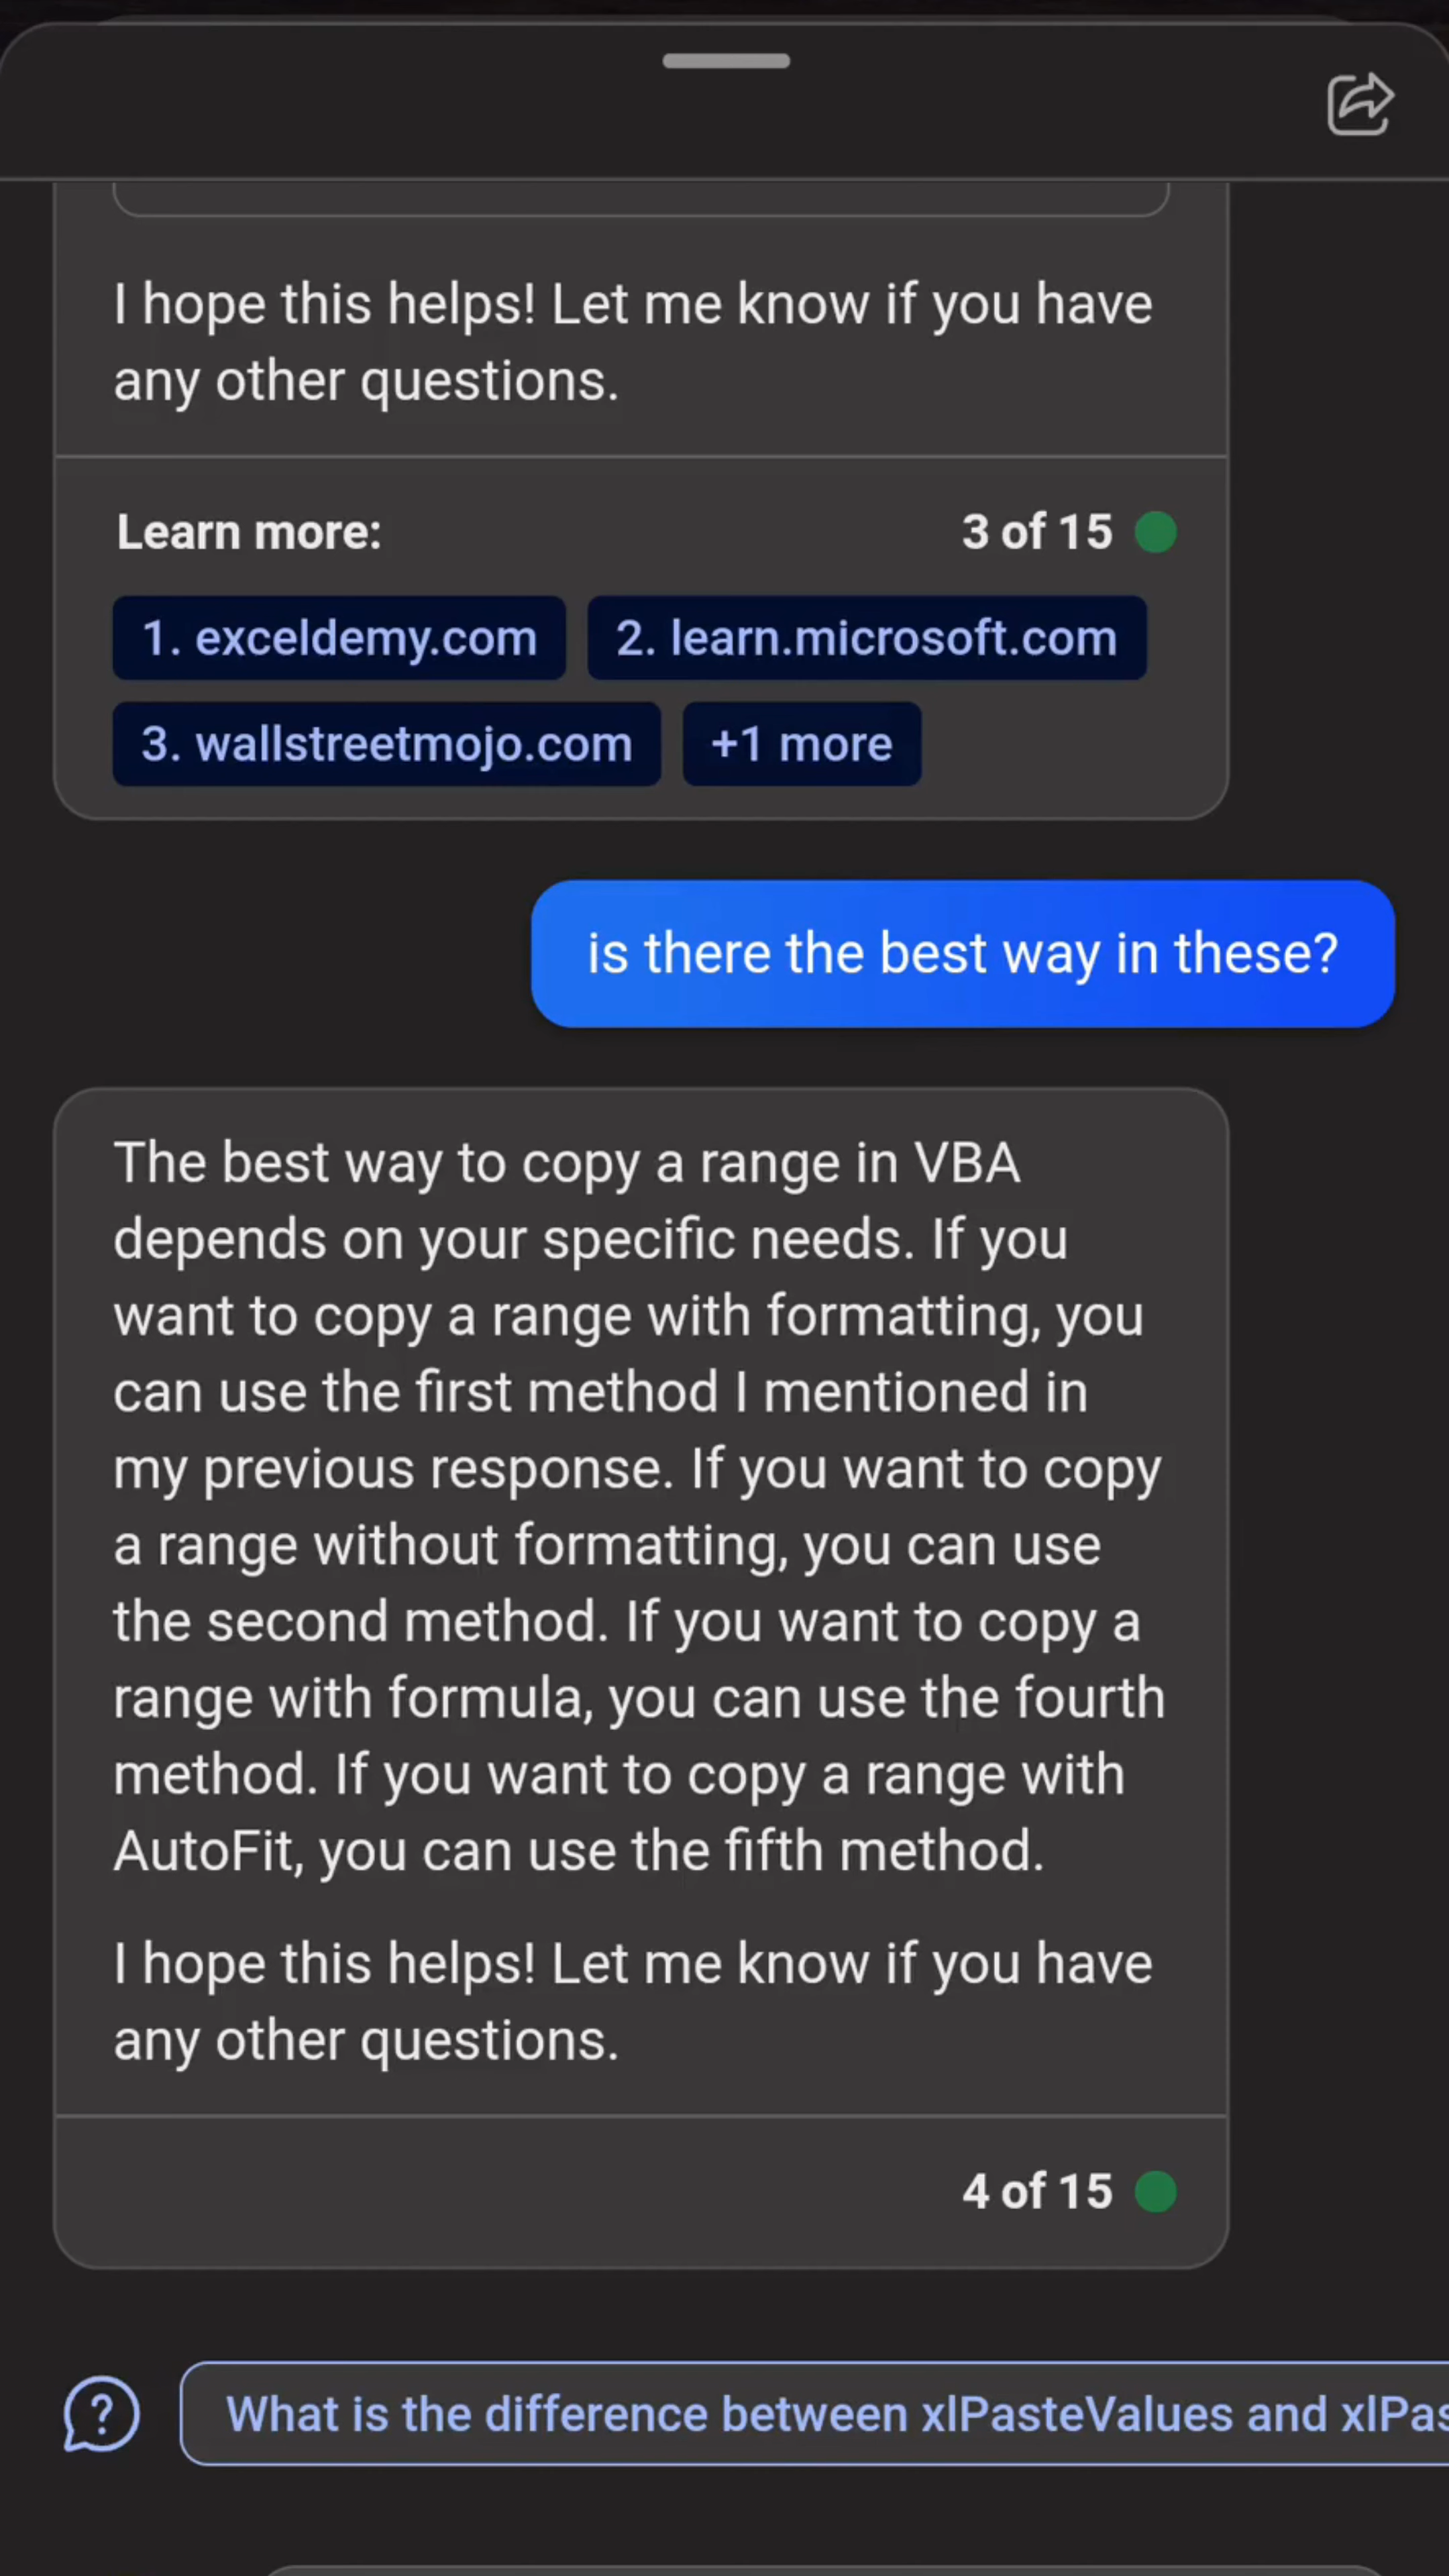 I hope this helps! Let me know if you have
any other questions.
Learn more:
3 of 15
1. exceldemy.com
2. learn.microsoft.com
3. wallstreetmojo.com
+1 more
is there the best way in these?
The best way to copy a range in VBA
depends on your specific needs. If you
want to copy a range with formatting, you
can use the first method I mentioned in
my previous response. If you want to copy
a range without formatting, you can use
the second method. If you want to copy a
range with formula, you can use the fourth
method. If you want to copy a range with
AutoFit, you can use the fifth method.
I hope this helps! Let me know if you have
any other questions.
4 of 15
What is the difference between xlPasteValues and